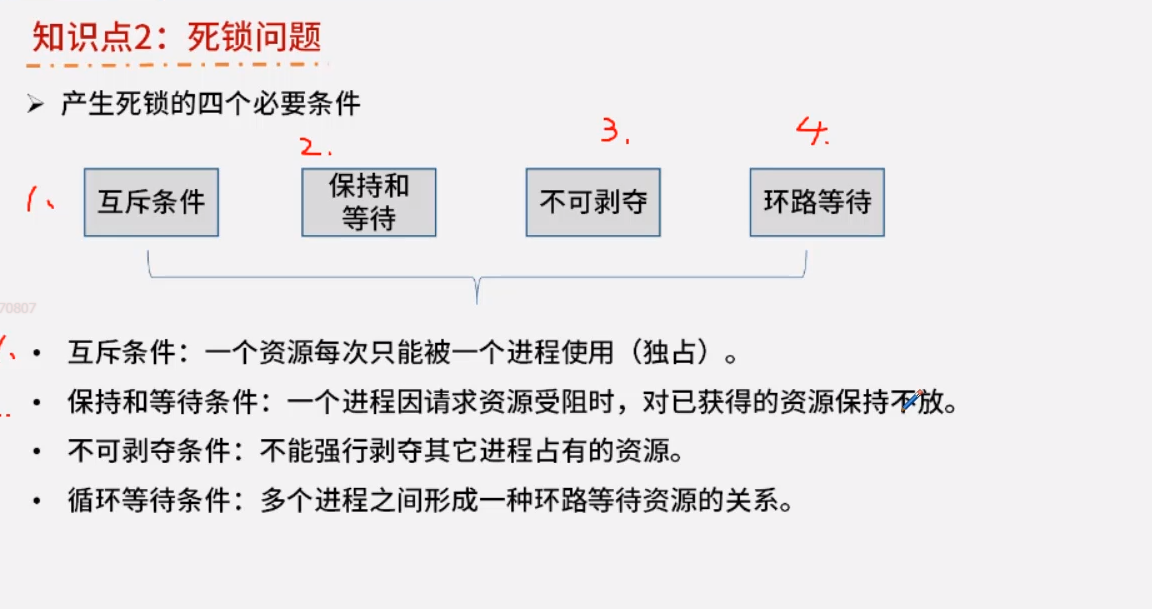 知识点2：死锁问题
➢ 产生死锁的四个必要条件
1、 2. 3. 4.
互斥条件 保持和等待 不可剥夺 环路等待
70807
• 互斥条件：一个资源每次只能被一个进程使用（独占）。
• 保持和等待条件：一个进程因请求资源受阻时，对已获得的资源保持不放。
• 不可剥夺条件：不能强行剥夺其它进程占有的资源。
• 循环等待条件：多个进程之间形成一种环路等待资源的关系。